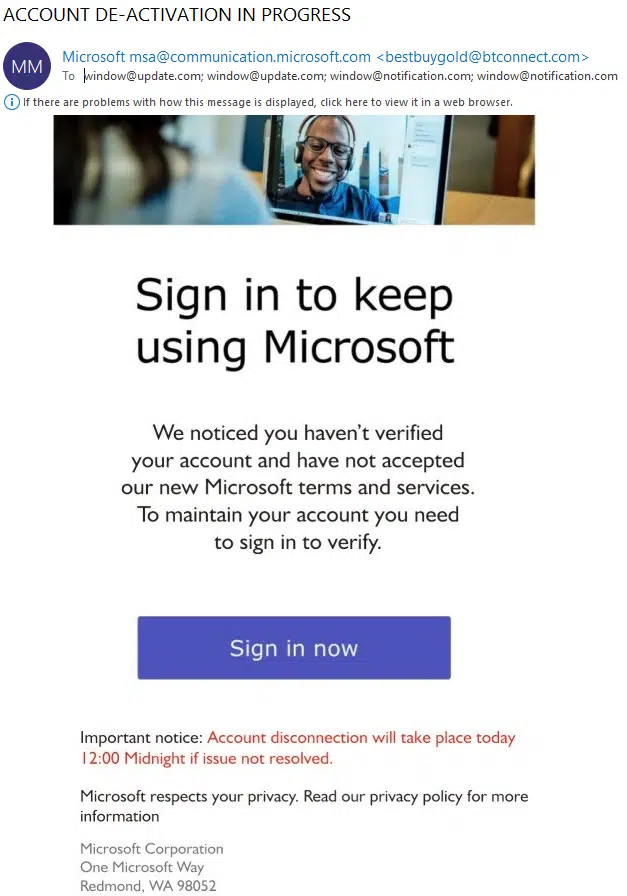 ACCOUNT DE-ACTIVATION IN PROGRESS
MM
Microsoft msa@communication.microsoft.com <bestbuygold@btconnect.com>
To window@update.com; window@update.com; window@notification.com; window@notification.com
If there are problems with how this message is displayed, click here to view it in a web browser.
Sign in to keep
using Microsoft
We noticed you haven't verified
your account and have not accepted
our new Microsoft terms and services.
To maintain your account you need
to sign in to verify.
Sign in now
Important notice: Account disconnection will take place today
12:00 Midnight if issue not resolved.
Microsoft respects your privacy. Read our privacy policy for more
information
Microsoft Corporation
One Microsoft Way
Redmond, WA 98052